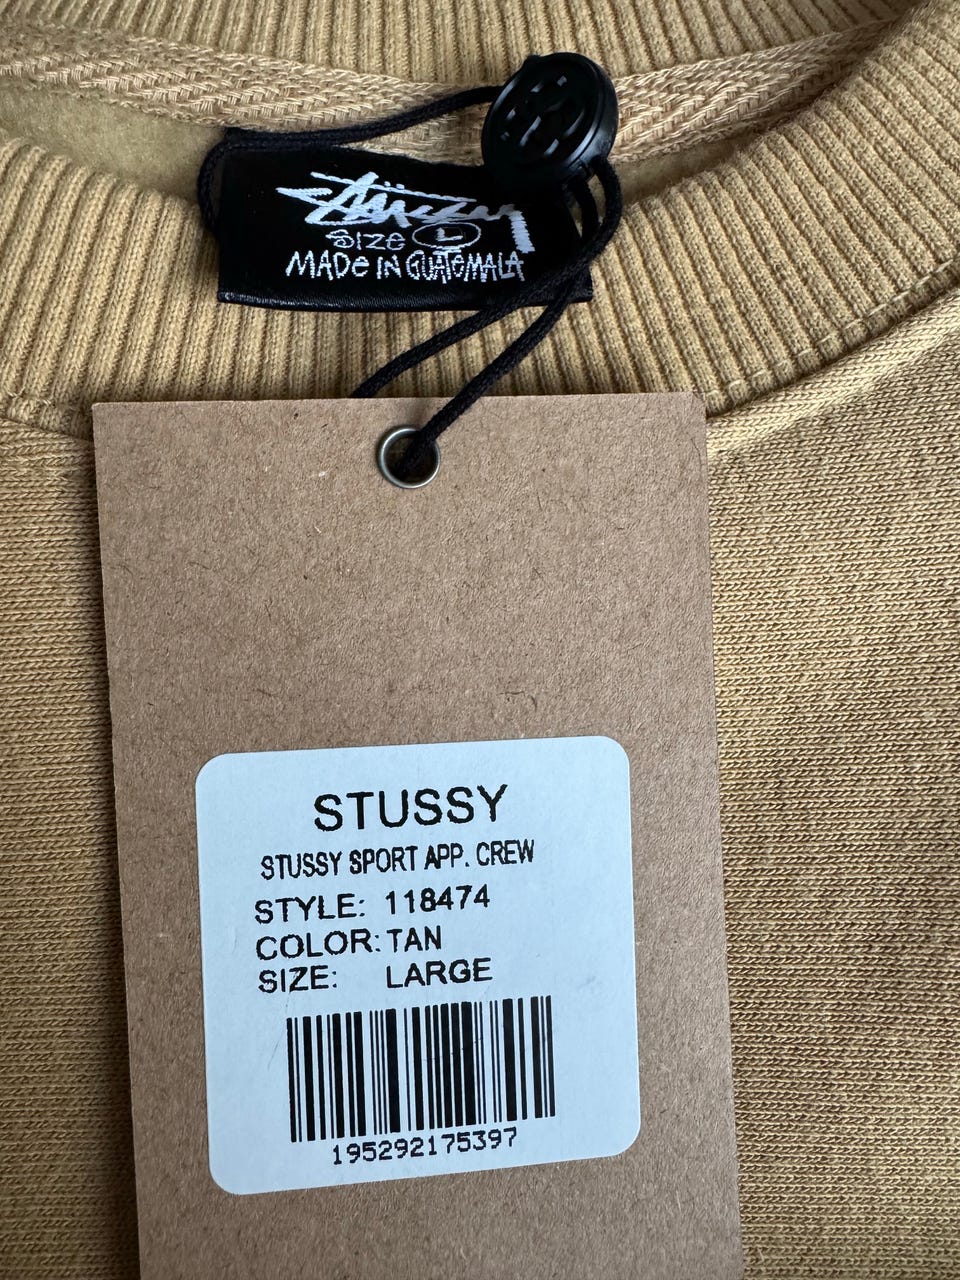 Stüssy
SIZE L
MADE IN GUATEMALA
STUSSY
STUSSY SPORT APP. CREW
STYLE: 118474
COLOR: TAN
SIZE: LARGE
195292175397